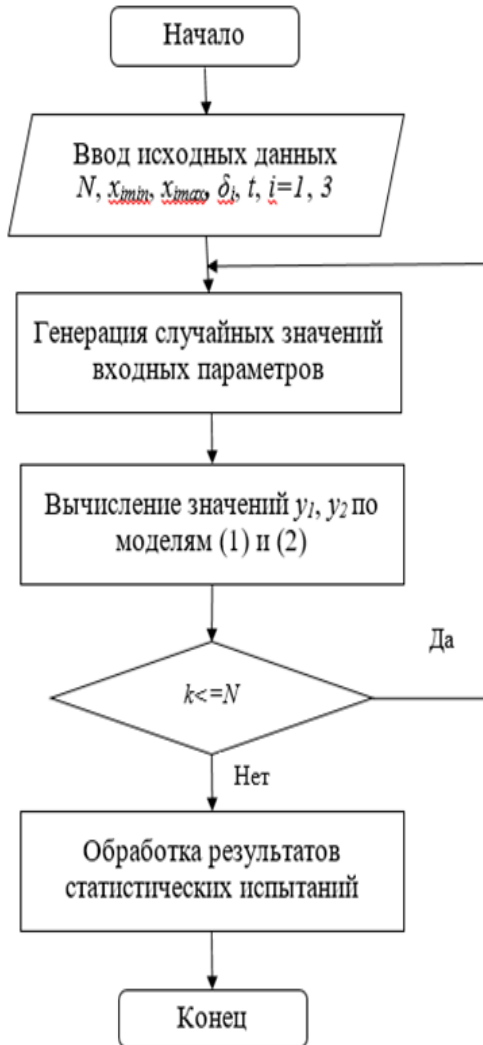 Начало
Ввод исходных данных
N, ximin, ximax, δi, t, i=1, 3
Генерация случайных значений
входных параметров
Вычисление значений y1, y2 по
моделям (1) и (2)
Да
k<=N
Нет
Обработка результатов
статистических испытаний
Конец